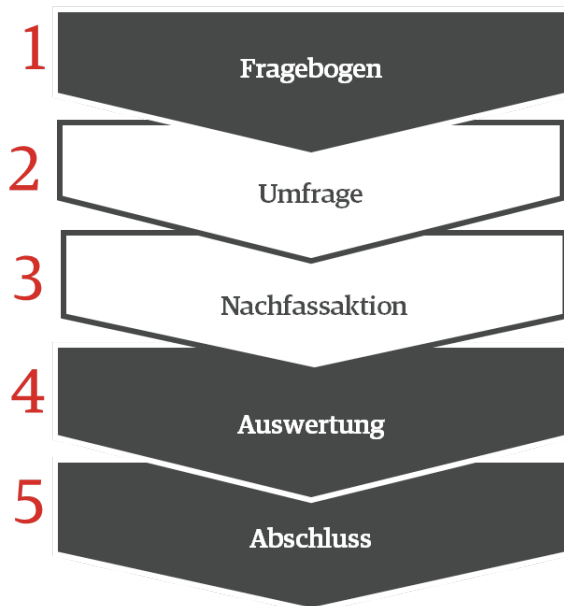 1
Fragebogen
2
Umfrage
3
Nachfassaktion
4
Auswertung
5
Abschluss